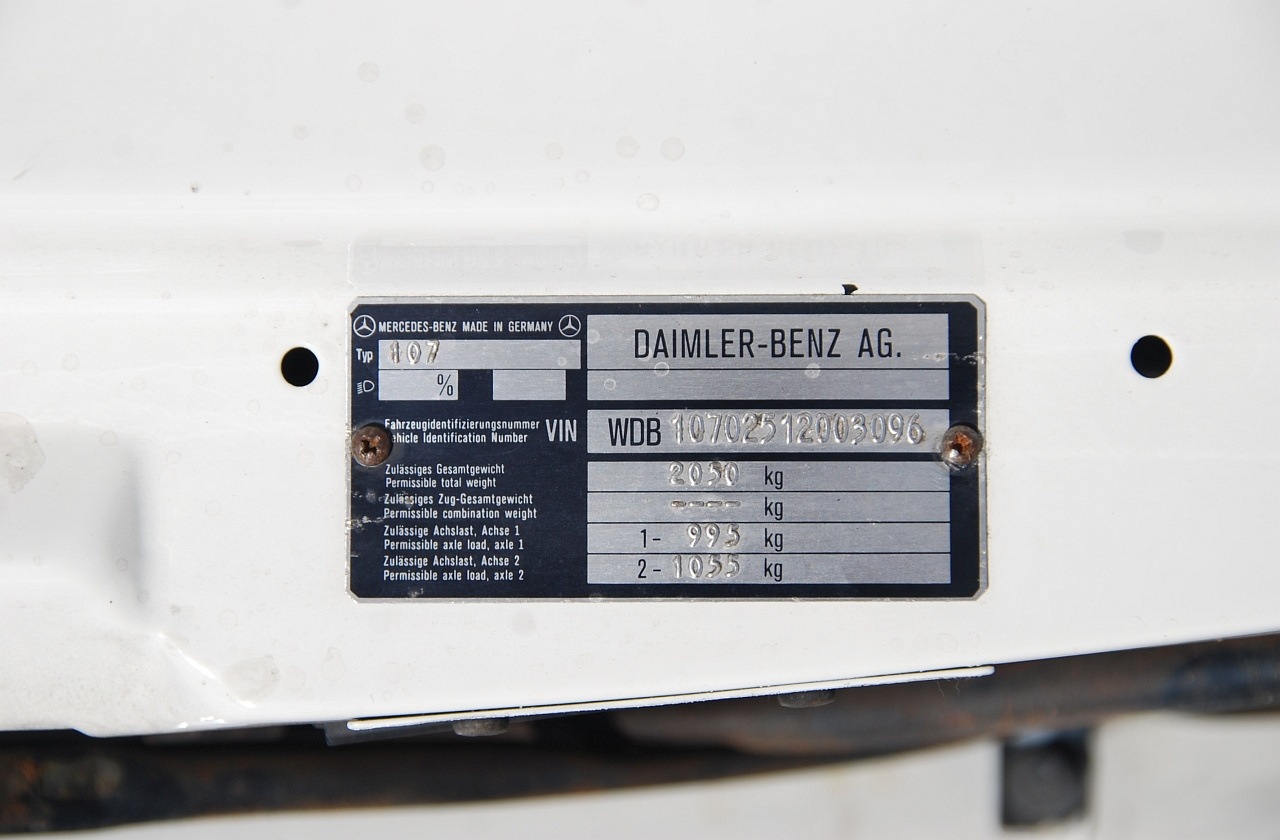 MERCEDES-BENZ MADE IN GERMANY
DAIMLER-BENZ AG.
Typ 107
%
Fahrzeugidentifizierungsnummer
Vehicle Identification Number
VIN
WDB 10702512003096
Zulässiges Gesamtgewicht
Permissible total weight
2050 kg
Zulässiges Zug-Gesamtgewicht
Permissible combination weight
---- kg
Zulässige Achslast, Achse 1
Permissible axle load, axle 1
1- 995 kg
Zulässige Achslast, Achse 2
Permissible axle load, axle 2
2- 1055 kg